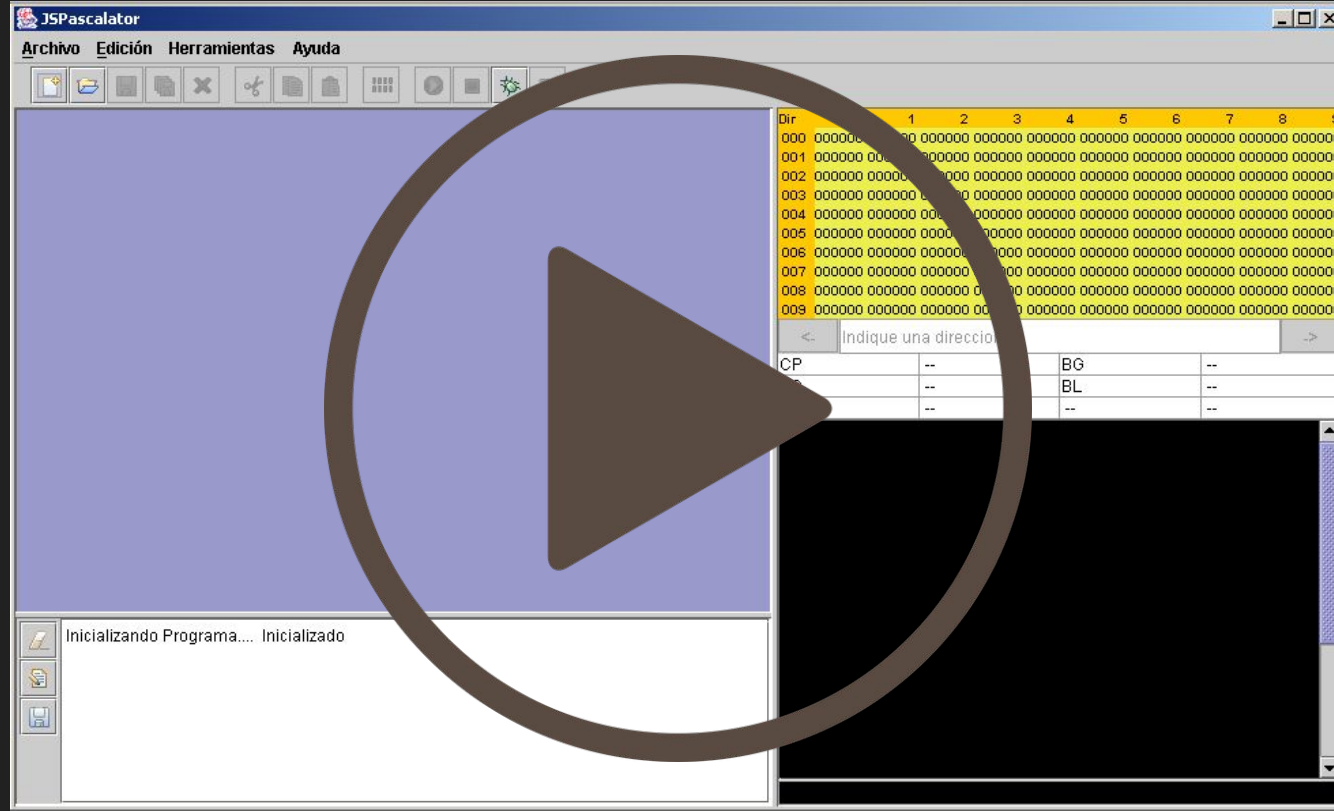 JSPascalator
Archivo Edición Herramientas Ayuda
Dir 1 2 3 4 5 6 7 8
000 000000 000000 000000 000000 000000 000000 000000 000000
001 000000 000000 000000 000000 000000 000000 000000 000000
002 000000 000000 000000 000000 000000 000000 000000
003 000000 000000 000000 000000 000000 000000 000000 000000
004 000000 000000 000000 000000 000000 000000 000000 000000
005 000000 000000 000000 000000 000000 000000 000000 000000
006 000000 000000 000000 000000 000000 000000 000000 000000
007 000000 000000 000000 000000 000000 000000 000000 000000
008 000000 000000 000000 000000 000000 000000 000000 000000
009 000000 000000 000000 000000 000000 000000 000000 000000
<- Indique una ->
CP -- BG --
-- BL --
-- -- --
Inicializando Programa.... Inicializado